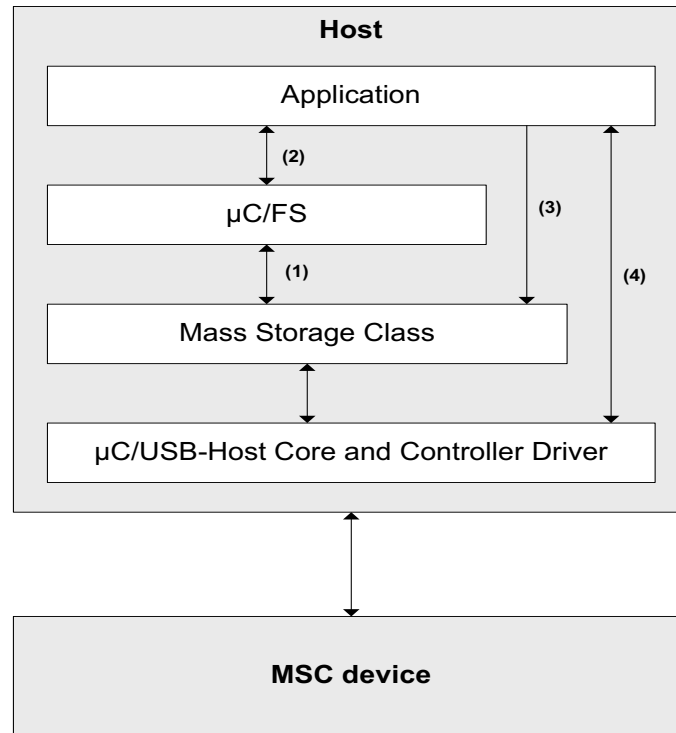 Host
Application
(2)
µC/FS
(3)
(1)
(4)
Mass Storage Class
µC/USB-Host Core and Controller Driver
MSC device